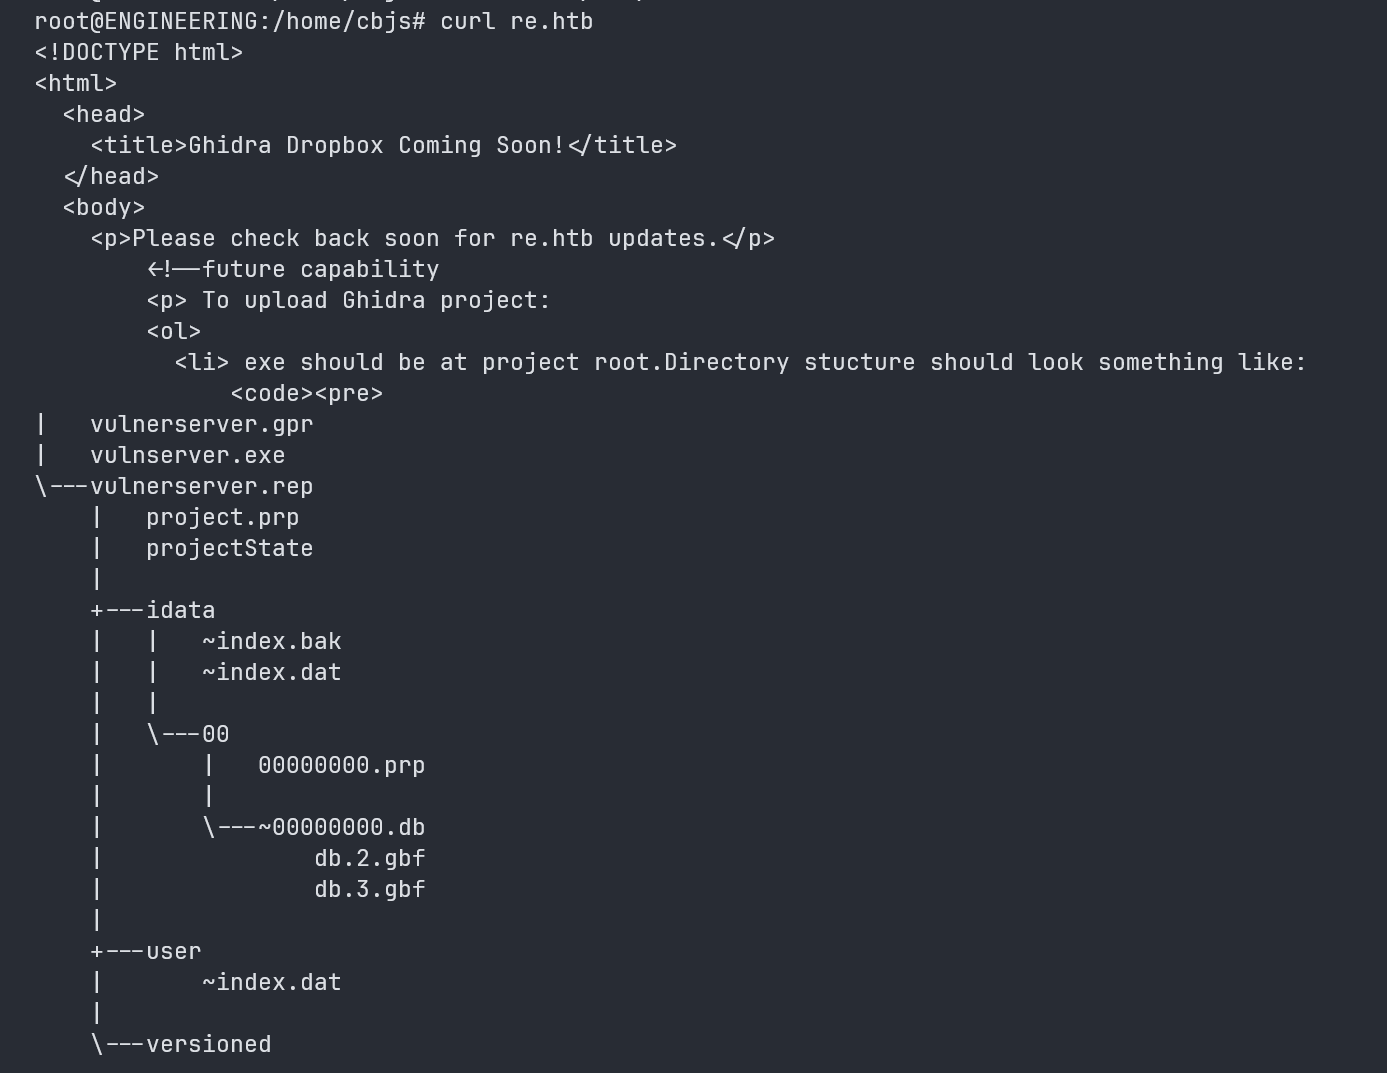 root@ENGINEERING:/home/cbjs# curl re.htb
<!DOCTYPE html>
<html>
  <head>
    <title>Ghidra Dropbox Coming Soon!</title>
  </head>
  <body>
    <p>Please check back soon for re.htb updates.</p>
        <!--future capability
        <p> To upload Ghidra project:
        <ol>
          <li> exe should be at project root.Directory stucture should look something like:
              <code><pre>
|   vulnerserver.gpr
|   vulnserver.exe
\---vulnerserver.rep
    |   project.prp
    |   projectState
    |
    +---idata
    |   |   ~index.bak
    |   |   ~index.dat
    |   |
    |   \---00
    |       |   00000000.prp
    |       |
    |       \---~00000000.db
    |               db.2.gbf
    |               db.3.gbf
    |
    +---user
    |       ~index.dat
    |
    \---versioned